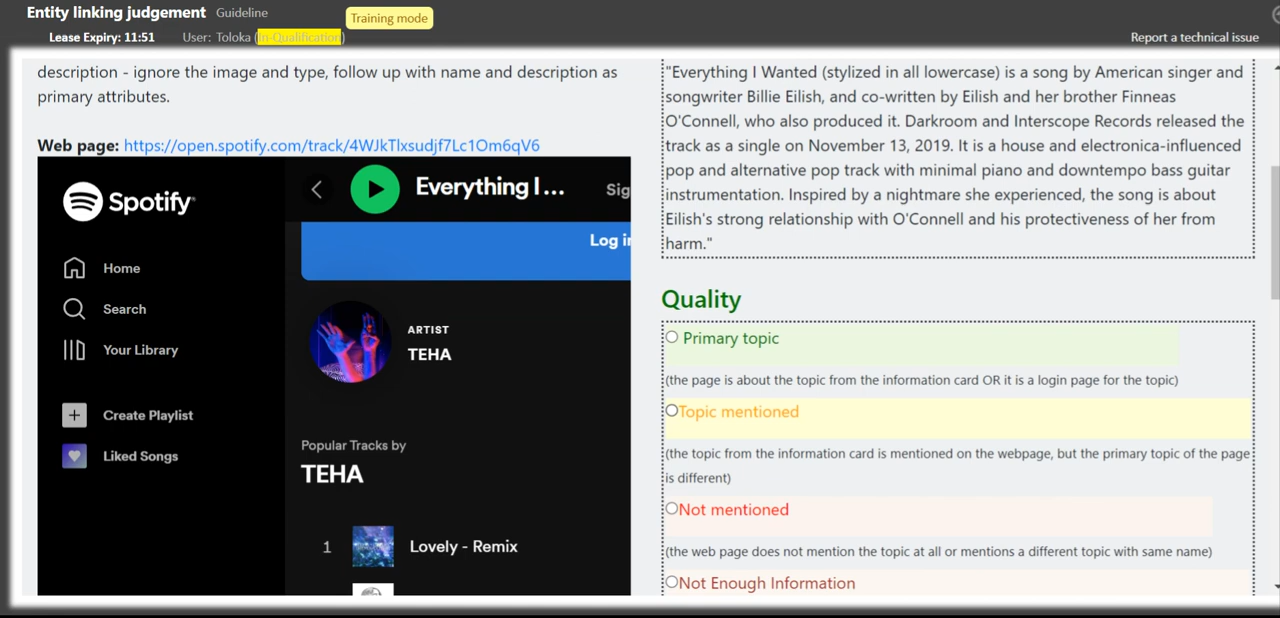 Entity linking judgement Guideline
Training mode
Lease Expiry: 11:51 User: Toloka (In-Qualification)
Report a technical issue
description - ignore the image and type, follow up with name and description as
primary attributes.
Web page: https://open.spotify.com/track/4WJkTlxsudjf7Lc1Om6qV6
Spotify
Everything I... Sig
Log in
Home
Search
Your Library
Create Playlist
Liked Songs
ARTIST
TEHA
Popular Tracks by
TEHA
1 Lovely - Remix
"Everything I Wanted (stylized in all lowercase) is a song by American singer and
songwriter Billie Eilish, and co-written by Eilish and her brother Finneas
O'Connell, who also produced it. Darkroom and Interscope Records released the
track as a single on November 13, 2019. It is a house and electronica-influenced
pop and alternative pop track with minimal piano and downtempo bass guitar
instrumentation. Inspired by a nightmare she experienced, the song is about
Eilish's strong relationship with O'Connell and his protectiveness of her from
harm."
Quality
Primary topic
(the page is about the topic from the information card OR it is a login page for the topic)
Topic mentioned
(the topic from the information card is mentioned on the webpage, but the primary topic of the page
is different)
Not mentioned
(the web page does not mention the topic at all or mentions a different topic with same name)
Not Enough Information